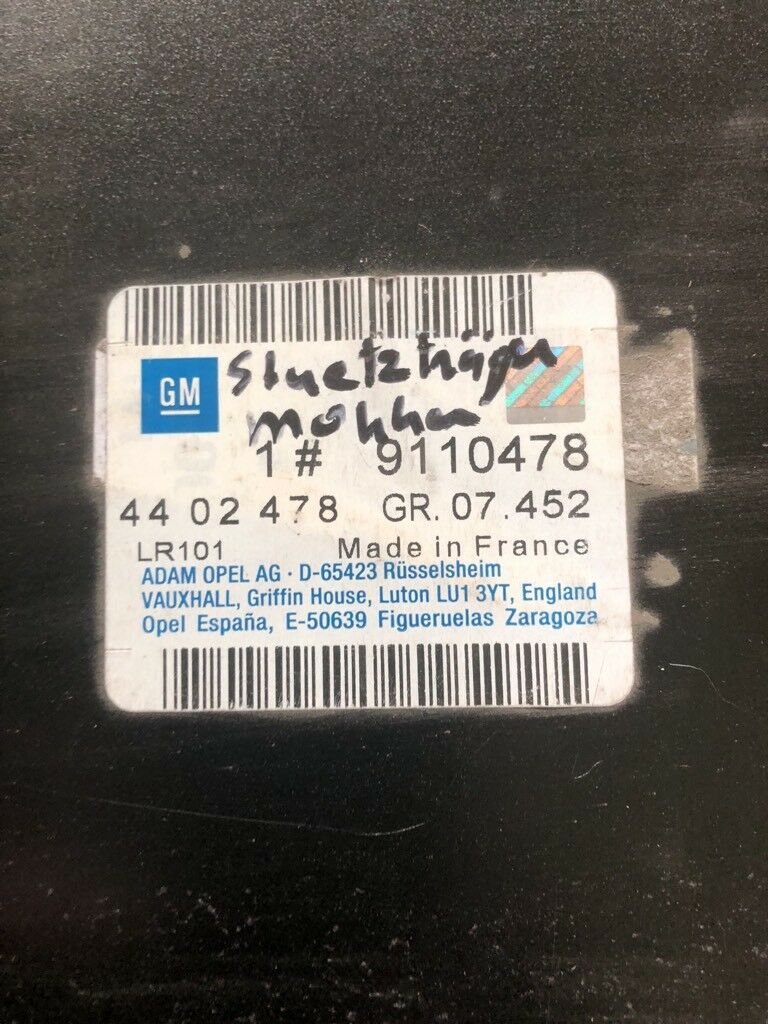 GM
Stuetzträger
Mokka
1 # 9110478
44 02 478 GR. 07.452
LR101 Made in France
ADAM OPEL AG · D-65423 Rüsselsheim
VAUXHALL, Griffin House, Luton LU1 3YT, England
Opel España, E-50639 Figueruelas Zaragoza